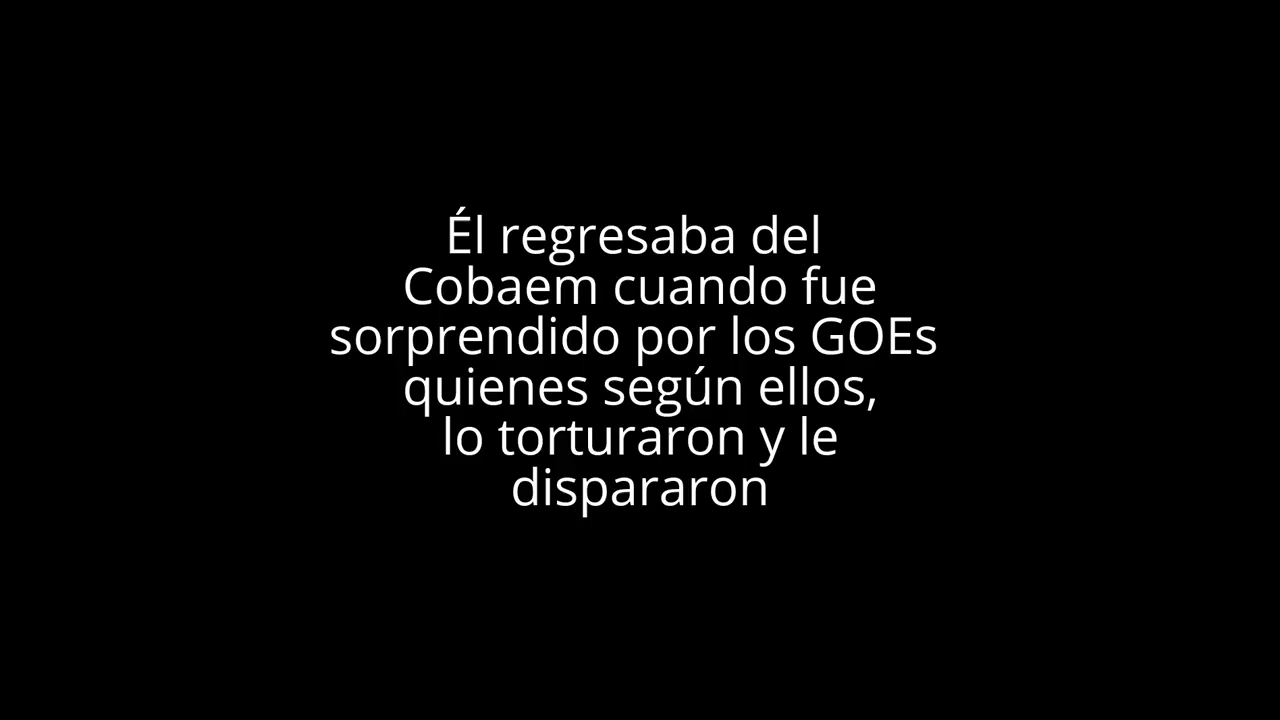 Él regresaba del
Cobaem cuando fue
sorprendido por los GOEs
quienes según ellos,
lo torturaron y le
dispararon